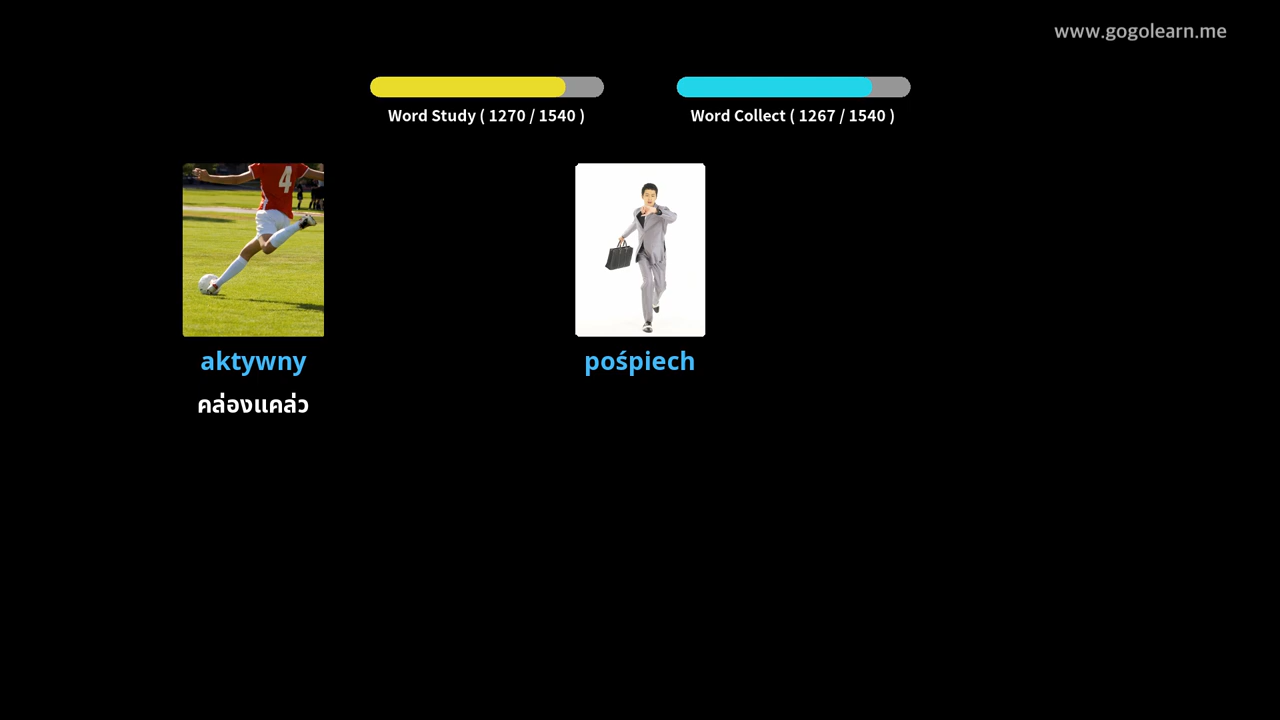 www.gogolearn.me
Word Study ( 1270 / 1540 )
Word Collect ( 1267 / 1540 )
4
aktywny
pośpiech
คล่องแคล่ว